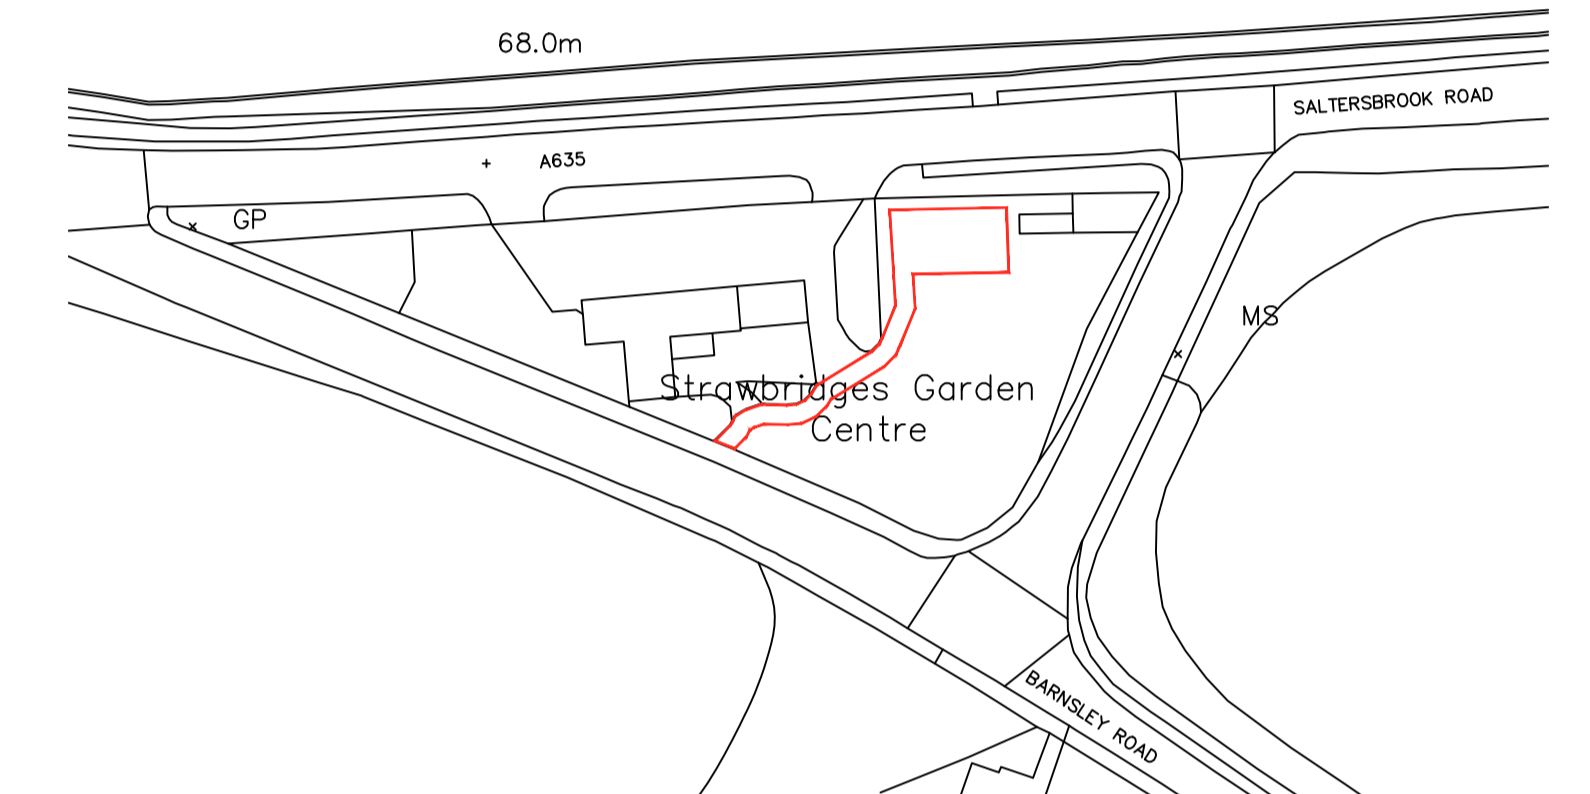 68.0m
SALTERSBROOK ROAD
A635
GP
MS
Strawbridges Garden
Centre
BARNSLEY ROAD